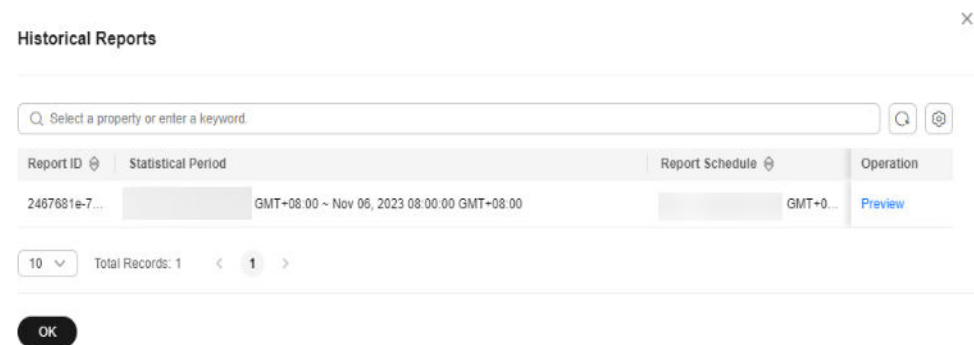 Historical Reports
Select a property or enter a keyword.
Report ID Statistical Period Report Schedule Operation
2467681e-7... GMT+08:00 ~ Nov 06, 2023 08:00:00 GMT+08:00 GMT+0... Preview
10 Total Records: 1 < 1 >
OK